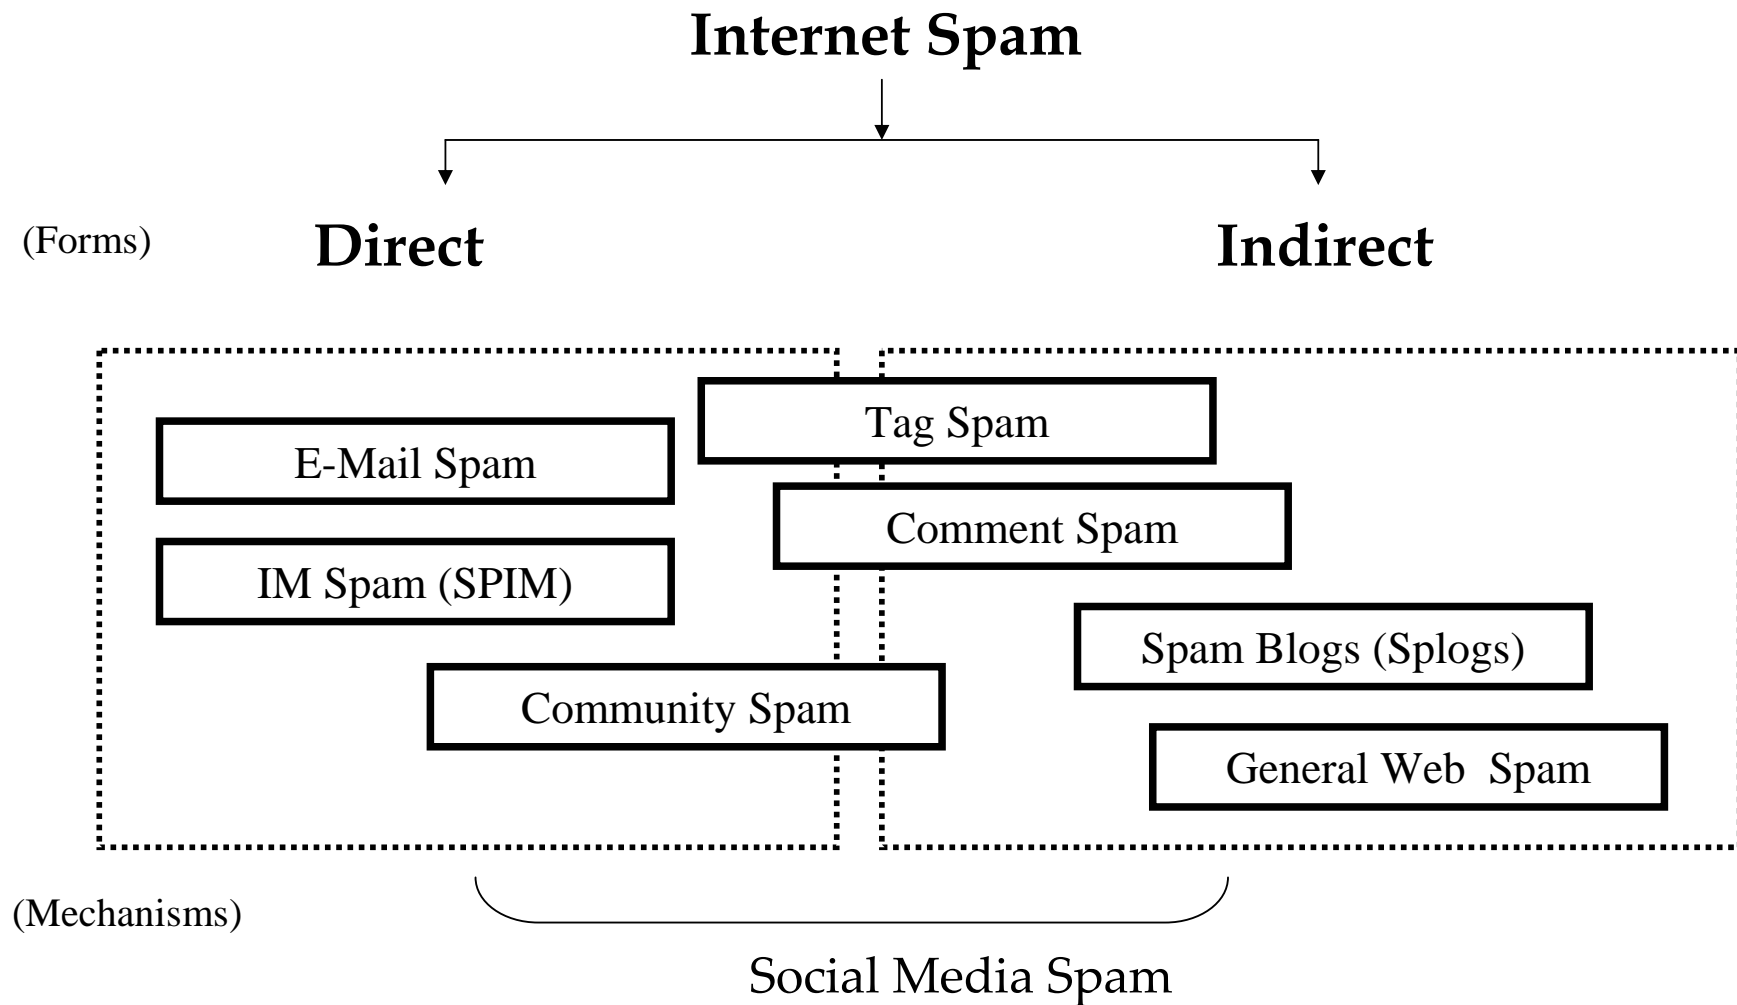 Internet Spam
(Forms)
Direct
Indirect
Tag Spam
E-Mail Spam
Comment Spam
IM Spam (SPIM)
Spam Blogs (Splogs)
Community Spam
General Web  Spam
(Mechanisms)
Social Media Spam